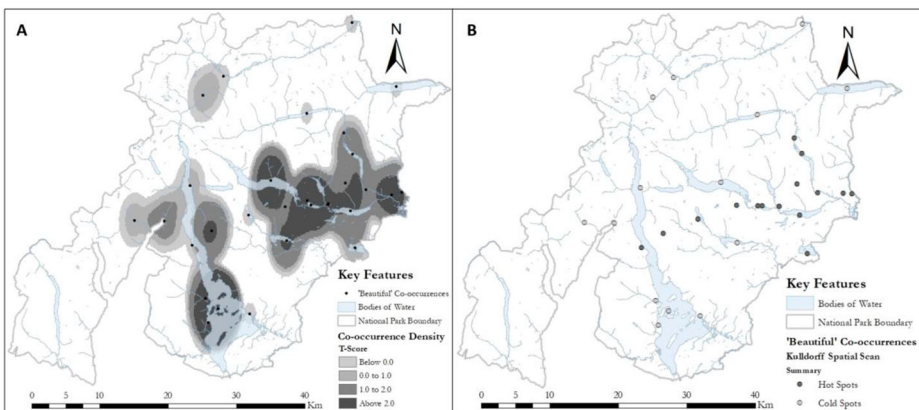 A
N
Key Features
'Beautiful' Co-occurrences
Bodies of Water
National Park Boundary
Co-occurrence Density
T-Score
Below 0.0
0.0 to 1.0
1.0 to 2.0
Above 2.0
0 10 20 30 40 Km
B
N
Key Features
Bodies of Water
National Park Boundary
'Beautiful' Co-occurrences
Kulldorff Spatial Scan
Summary
Hot Spots
Cold Spots
0 10 20 30 40 Km